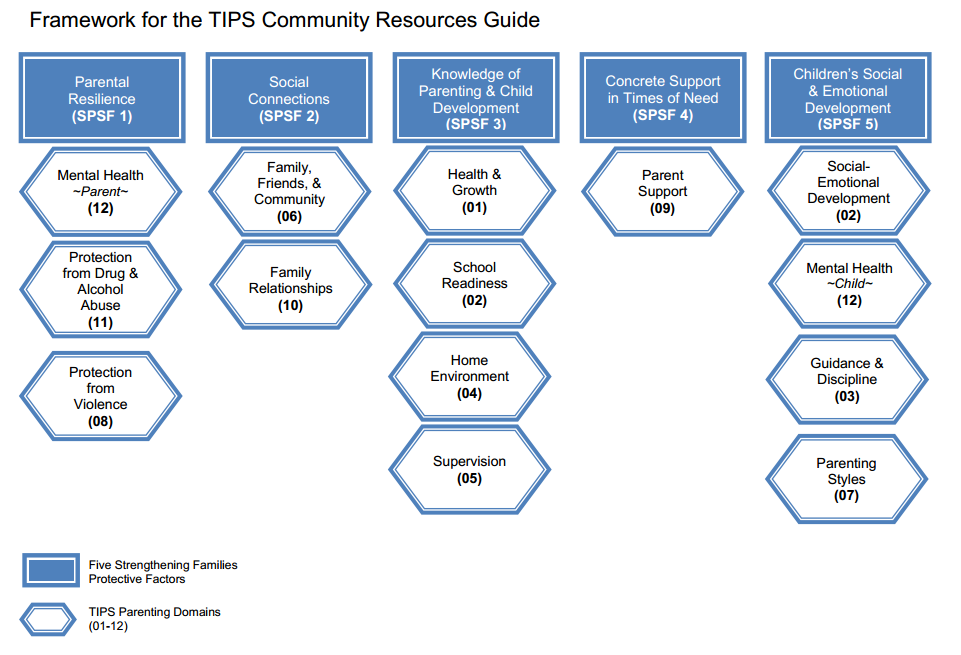 Framework for the TIPS Community Resources Guide
Parental
Resilience
(SPSF 1)
Social
Connections
(SPSF 2)
Knowledge of
Parenting & Child
Development
(SPSF 3)
Concrete Support
in Times of Need
(SPSF 4)
Children's Social
& Emotional
Development
(SPSF 5)
Mental Health
~Parent~
(12)
Protection
from Drug &
Alcohol
Abuse
(11)
Protection
from
Violence
(08)
Family,
Friends, &
Community
(06)
Family
Relationships
(10)
Health &
Growth
(01)
School
Readiness
(02)
Home
Environment
(04)
Supervision
(05)
Parent
Support
(09)
Social-
Emotional
Development
(02)
Mental Health
~Child~
(12)
Guidance &
Discipline
(03)
Parenting
Styles
(07)
Five Strengthening Families
Protective Factors
TIPS Parenting Domains
(01-12)